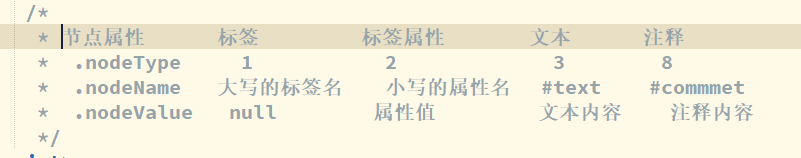 /*
* 节点属性 标签 标签属性 文本 注释
* .nodeType 1 2 3 8
* .nodeName 大写的标签名 小写的属性名 #text #commmet
* .nodeValue null 属性值 文本内容 注释内容
*/